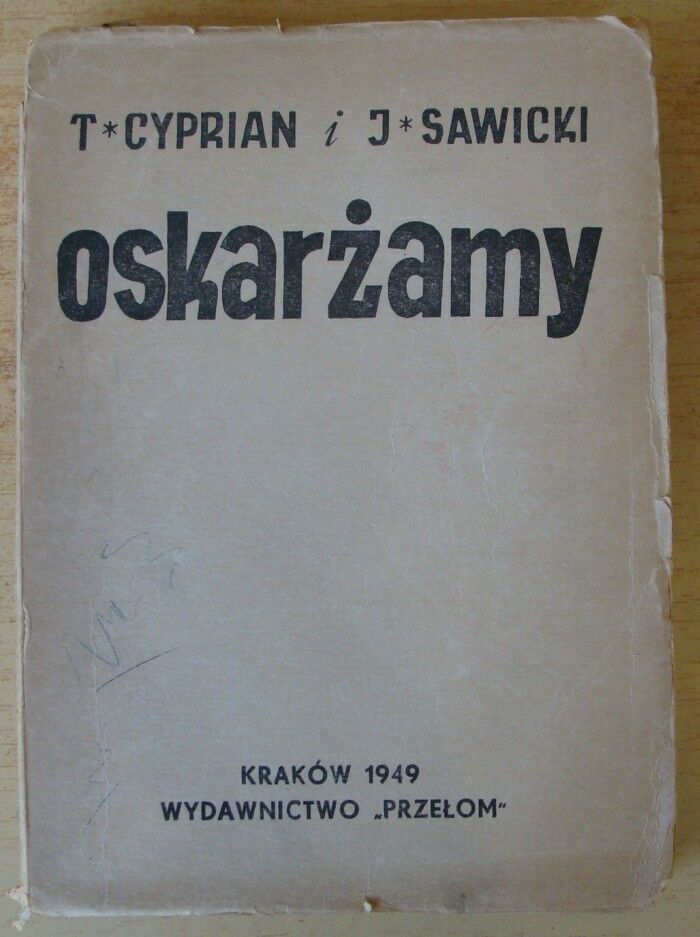 T*CYPRIAN i J*SAWICKI
oskarżamy
KRAKÓW 1949
WYDAWNICTWO „PRZEŁOM"